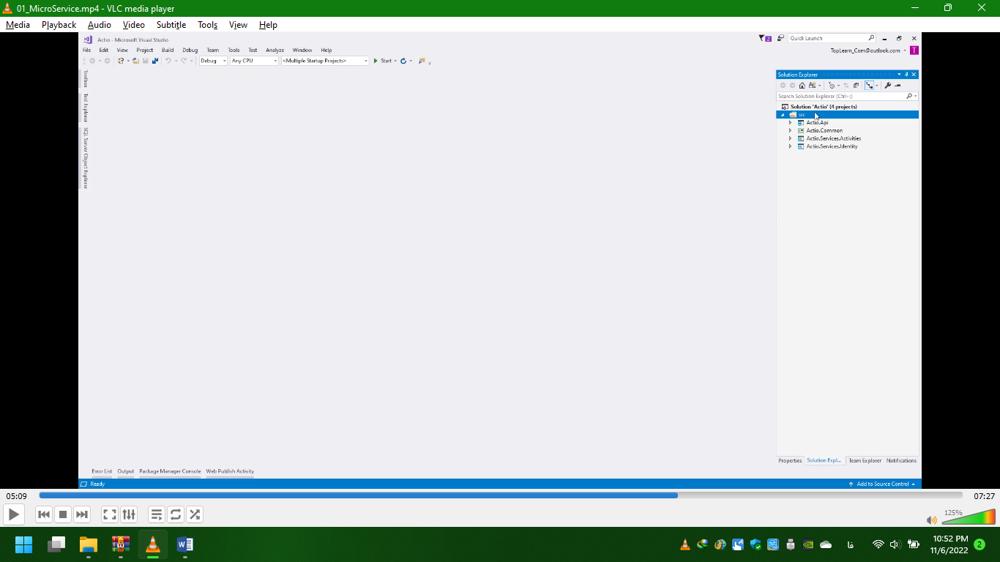 01_MicroService.mp4 - VLC media player
Media Playback Audio Video Subtitle Tools View Help
Actio - Microsoft Visual Studio
2
Quick Launch
File Edit View Project Build Debug Team Tools Test Analyze Window Help
TopLearn_Com@outlook.com
T
Debug
Any CPU
<Multiple Startup Projects>
Start
Toolbox
Test Explorer
SQL Server Object Explorer
Solution Explorer
Search Solution Explorer (Ctrl+;)
Solution 'Actio' (4 projects)
src
Actio.Api
Actio.Common
Actio.Services.Activities
Actio.Services.Identity
Error List Output Package Manager Console Web Publish Activity
Properties Solution Expl... Team Explorer Notifications
Ready
Add to Source Control
05:09
07:27
125%
فا
10:52 PM
11/6/2022
2